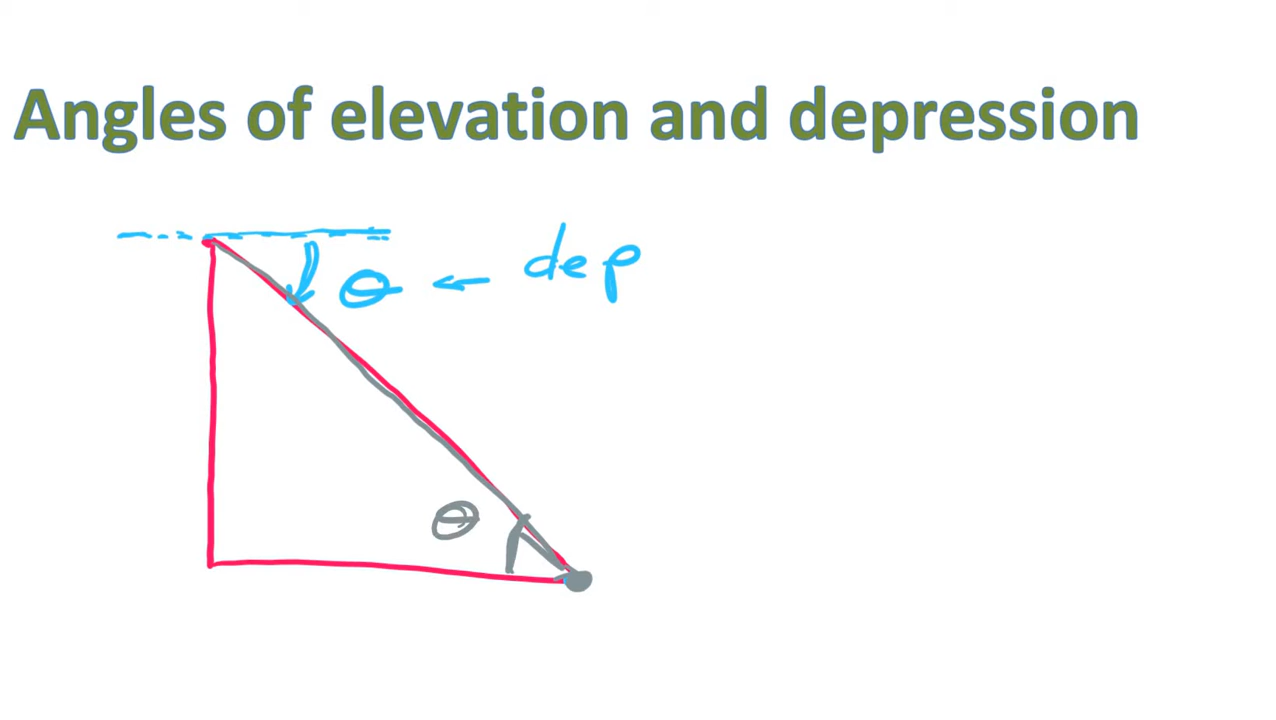 Angles of elevation and depression
θ ← dep
θ